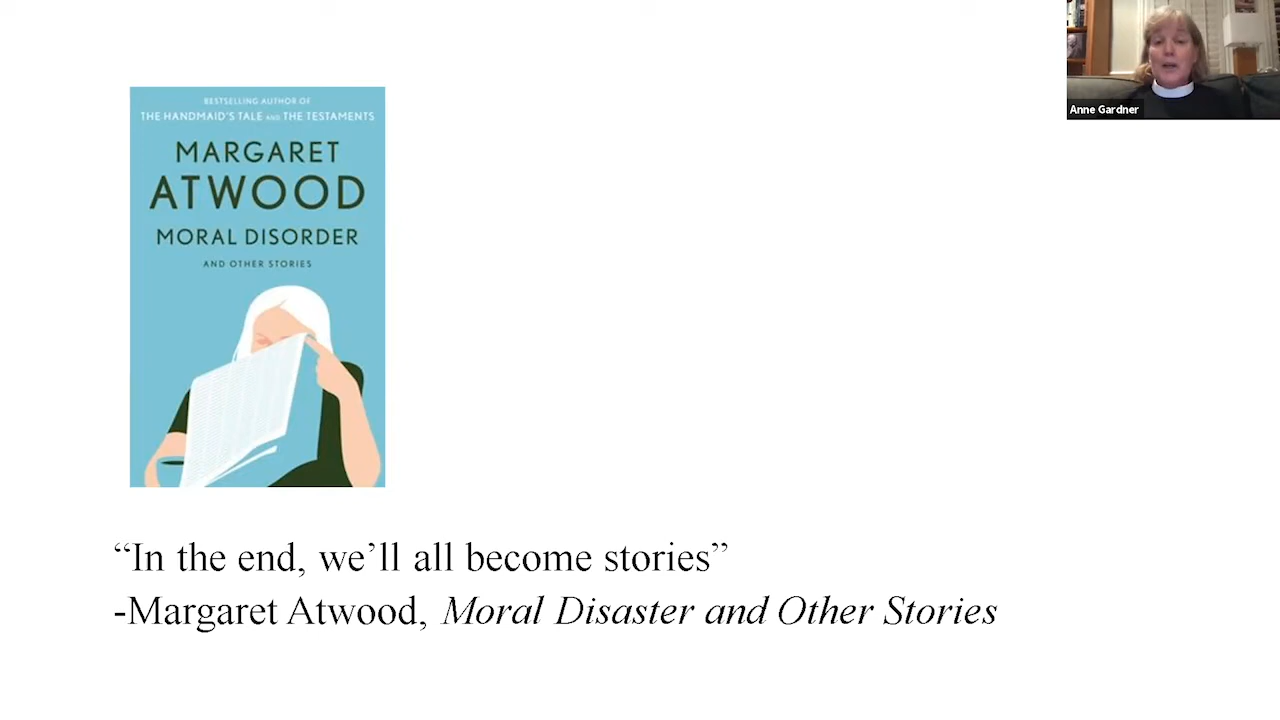 BESTSELLING AUTHOR OF
THE HANDMAID'S TALE AND THE TESTAMENTS
MARGARET
ATWOOD
MORAL DISORDER
AND OTHER STORIES
Anne Gardner
“In the end, we’ll all become stories”
-Margaret Atwood, Moral Disaster and Other Stories